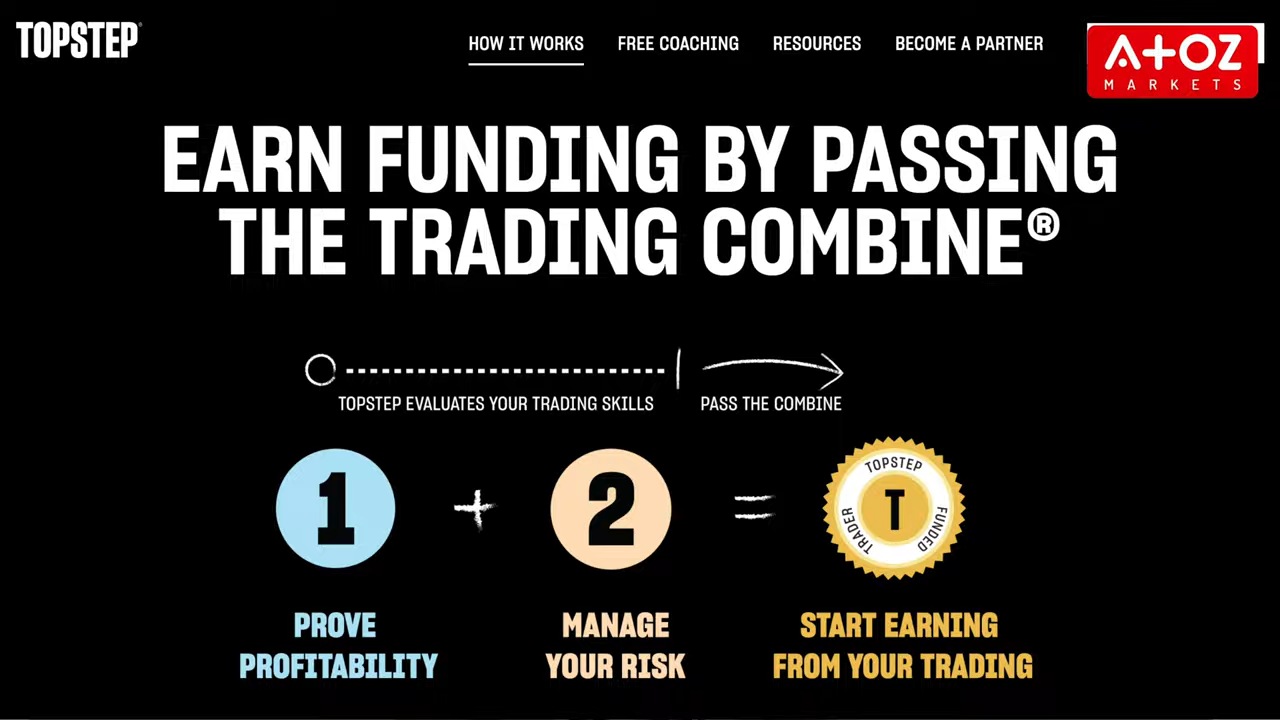 TOPSTEP®
HOW IT WORKS
FREE COACHING
RESOURCES
BECOME A PARTNER
A+OZ
MARKETS
EARN FUNDING BY PASSING
THE TRADING COMBINE®
TOPSTEP EVALUATES YOUR TRADING SKILLS
PASS THE COMBINE
1
+
2
=
TOPSTEP
FUNDED
TRADER
T
PROVE
PROFITABILITY
MANAGE
YOUR RISK
START EARNING
FROM YOUR TRADING